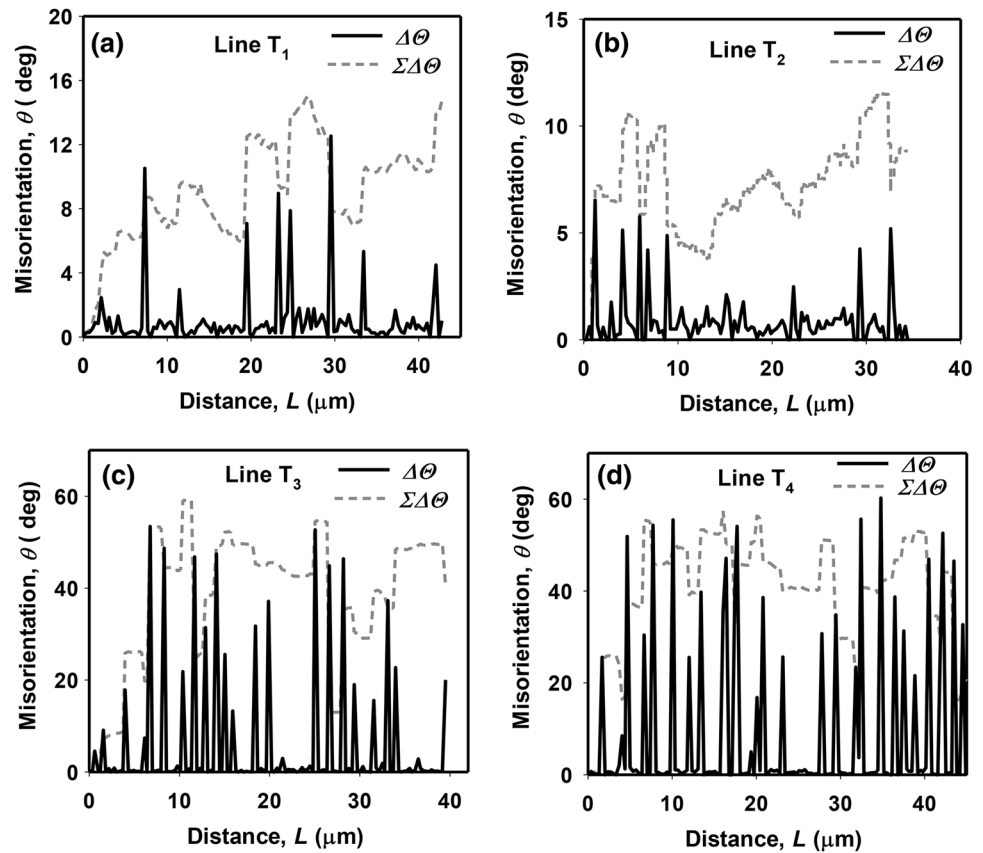 (a)
Line T1
ΔΘ
ΣΔΘ
Misorientation, θ ( deg)
20
16
12
8
4
0
0 10 20 30 40
Distance, L (μm)
(b)
Line T2
ΔΘ
ΣΔΘ
Misorientation, θ (deg)
15
10
5
0
0 10 20 30 40
Distance, L (μm)
(c)
Line T3
ΔΘ
ΣΔΘ
Misorientation, θ (deg)
60
40
20
0
0 10 20 30 40
Distance, L (μm)
(d)
Line T4
ΔΘ
ΣΔΘ
Misorientation, θ (deg)
60
40
20
0
0 10 20 30 40
Distance, L (μm)